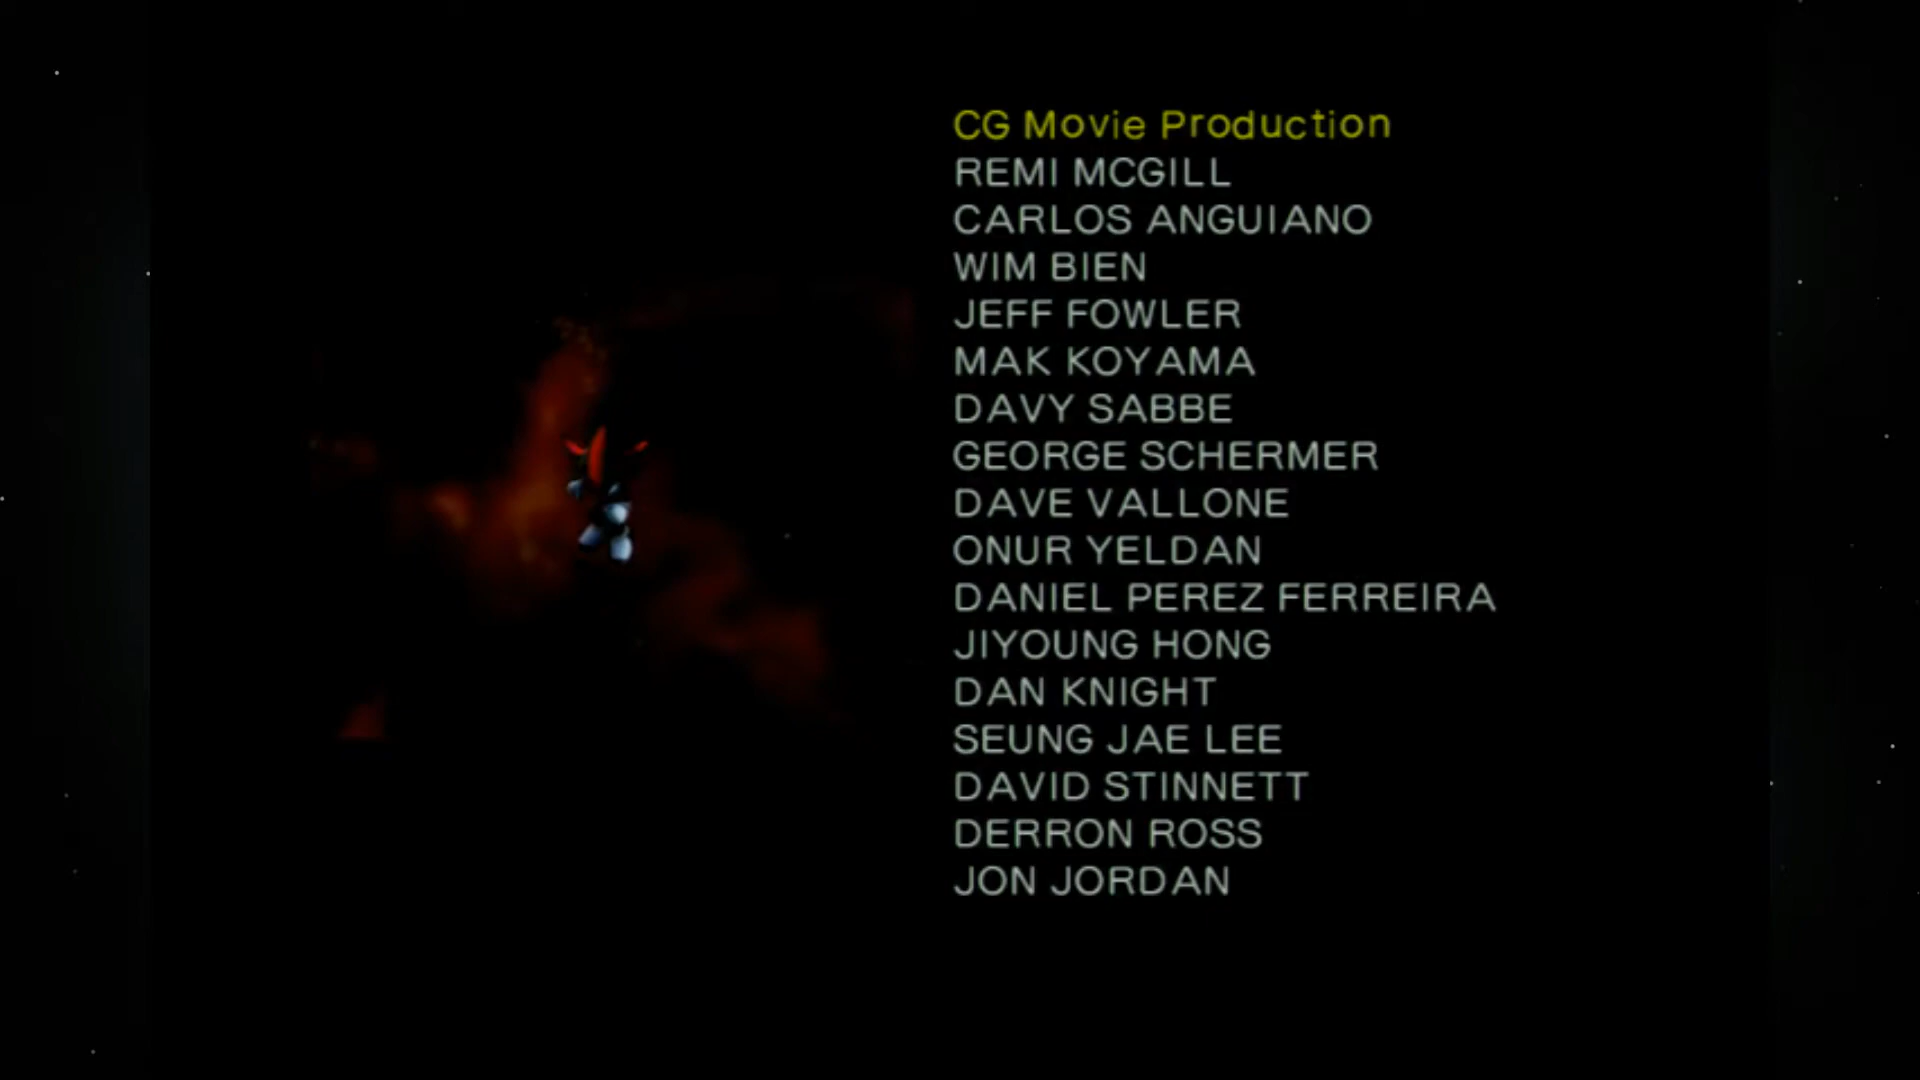 CG Movie Production
REMI MCGILL
CARLOS ANGUIANO
WIM BIEN
JEFF FOWLER
MAK KOYAMA
DAVY SABBE
GEORGE SCHERMER
DAVE VALLONE
ONUR YELDAN
DANIEL PEREZ FERREIRA
JIYOUNG HONG
DAN KNIGHT
SEUNG JAE LEE
DAVID STINNETT
DERRON ROSS
JON JORDAN